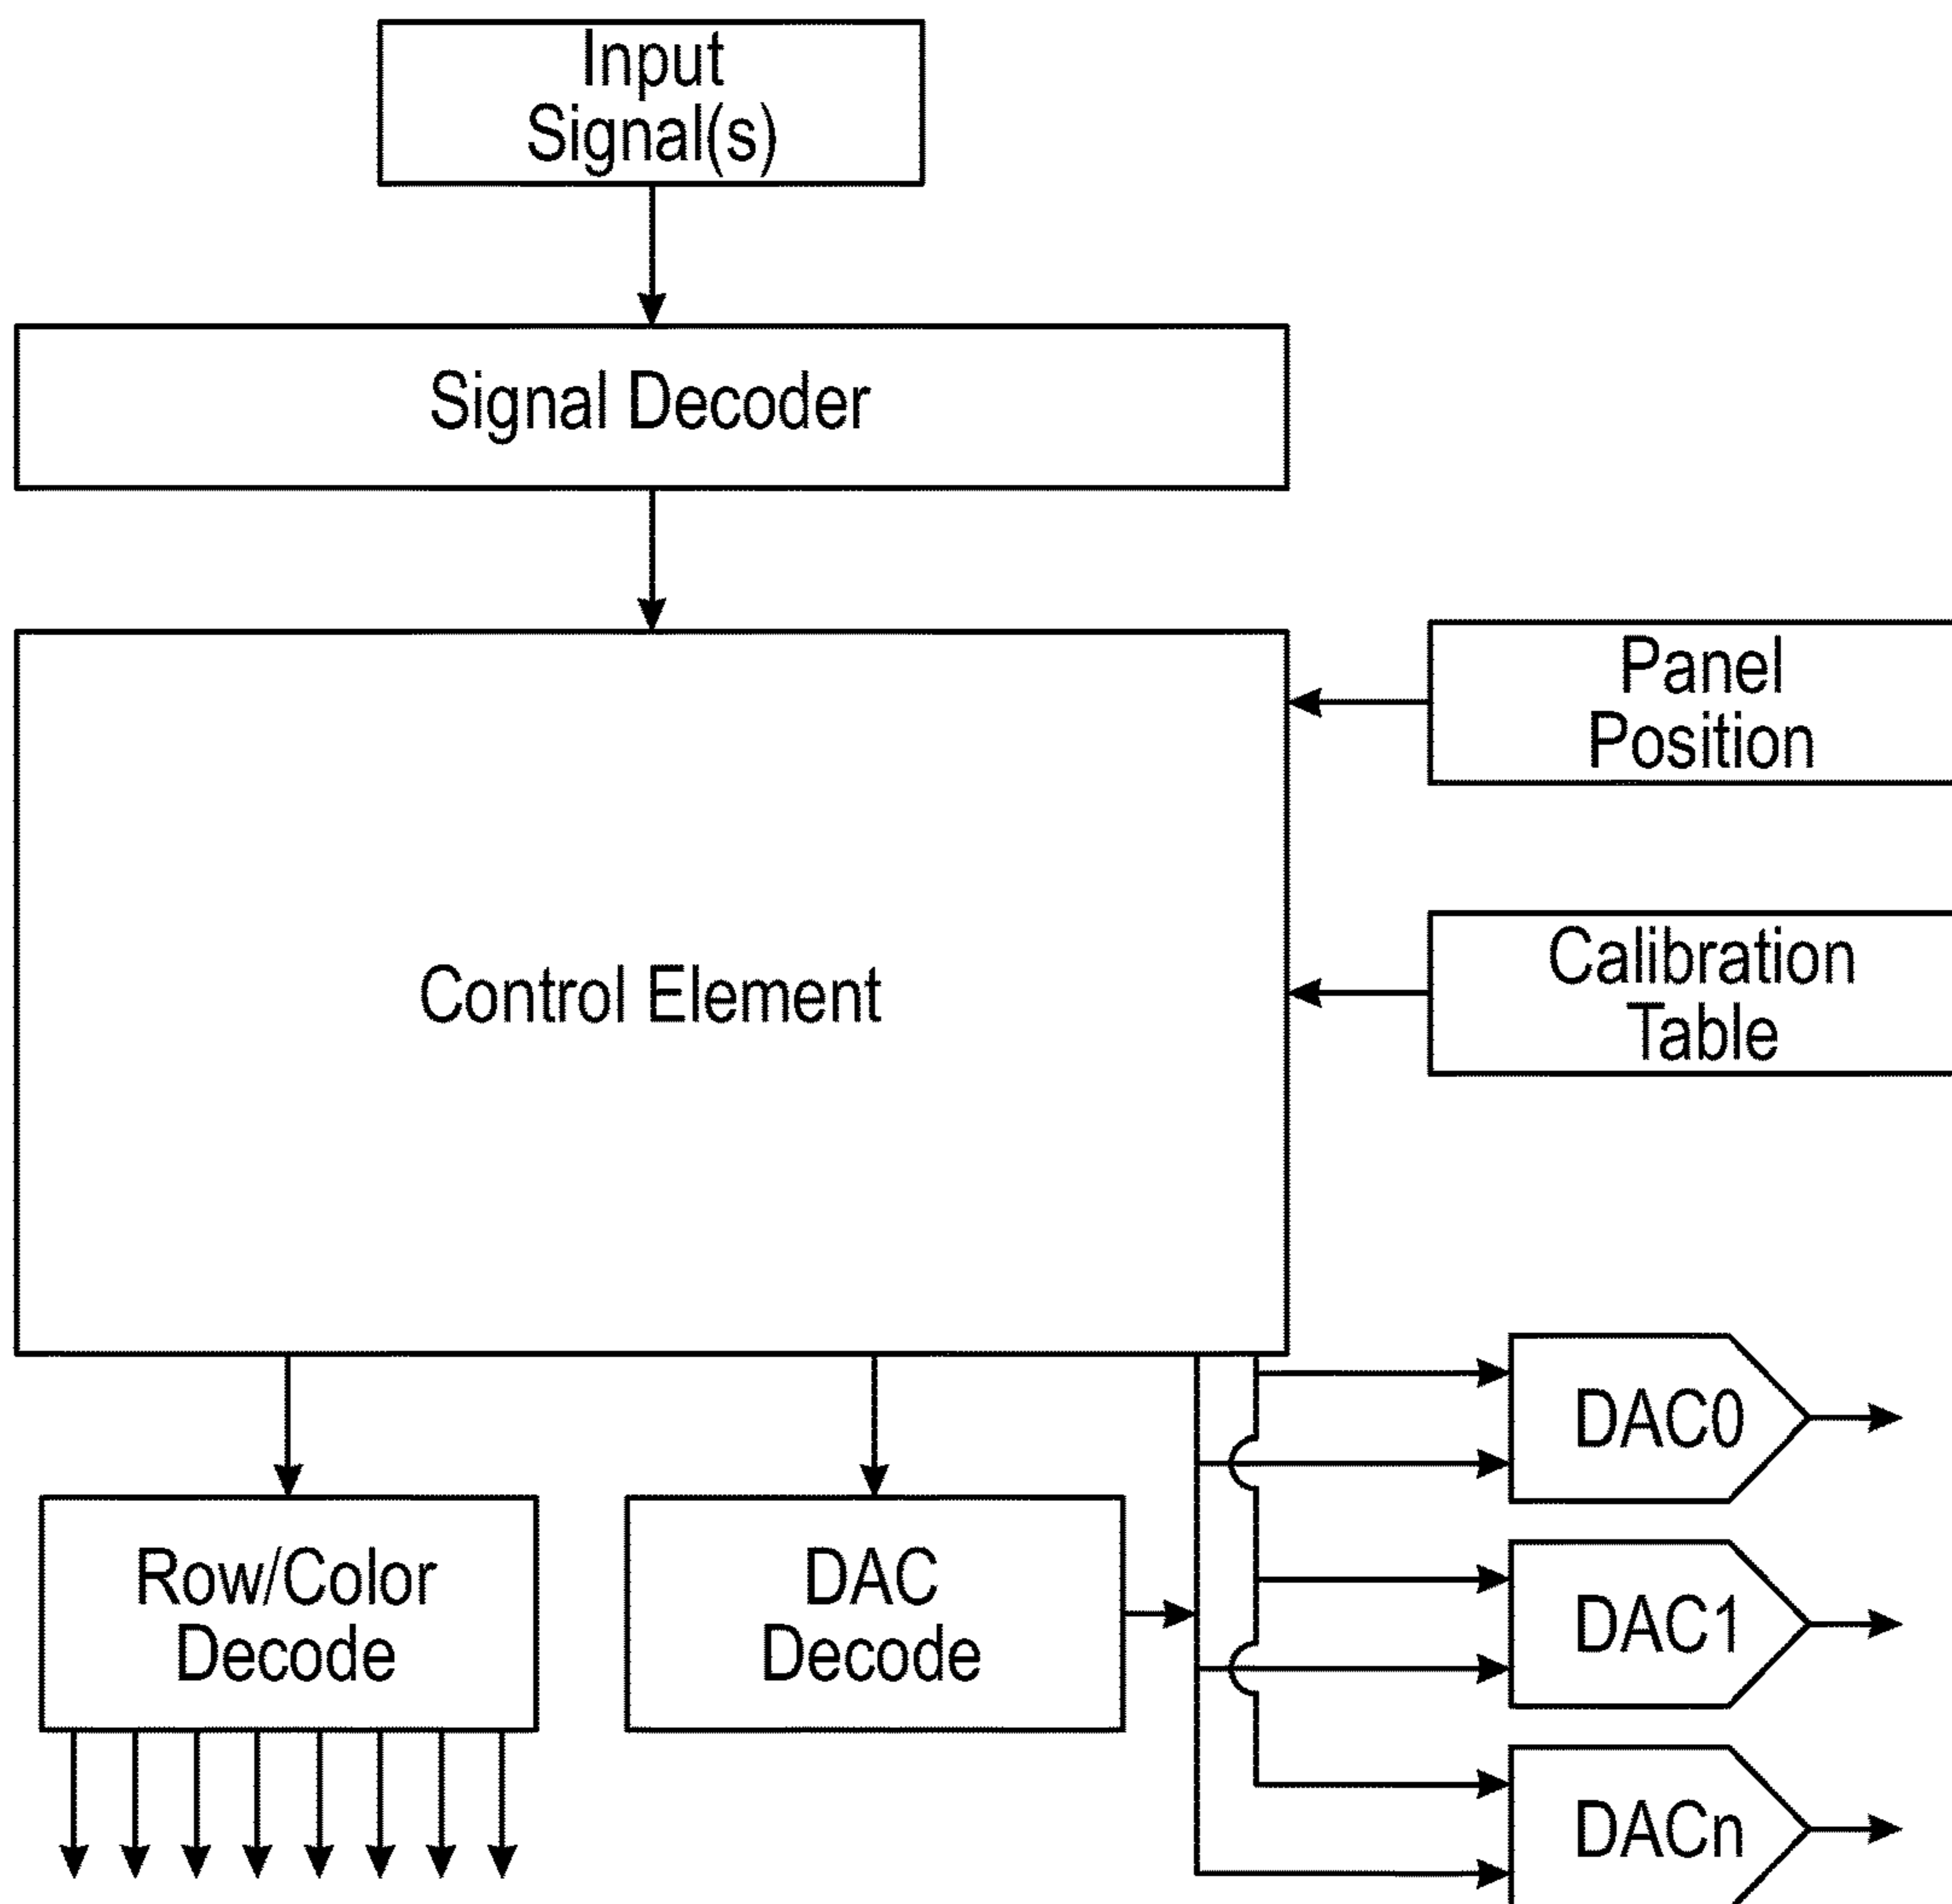 Input
Signal(s)
Signal Decoder
Panel
Position
Control Element
Calibration
Table
DAC0
Row/Color
Decode
DAC
Decode
DAC1
DACn